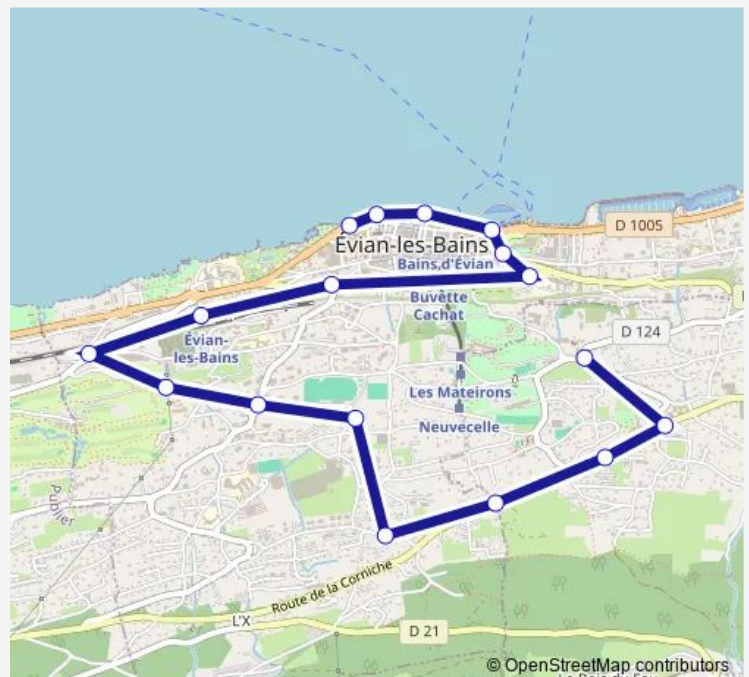 D 1005
Évian-les-Bains
Bains d'Évian
Buvette
Cachat
D 124
Évian-
les-Bains
Les Mateirons
Neuvecelle
Publier
Route de la Corniche
L'X
D 21
© OpenStreetMap contributors